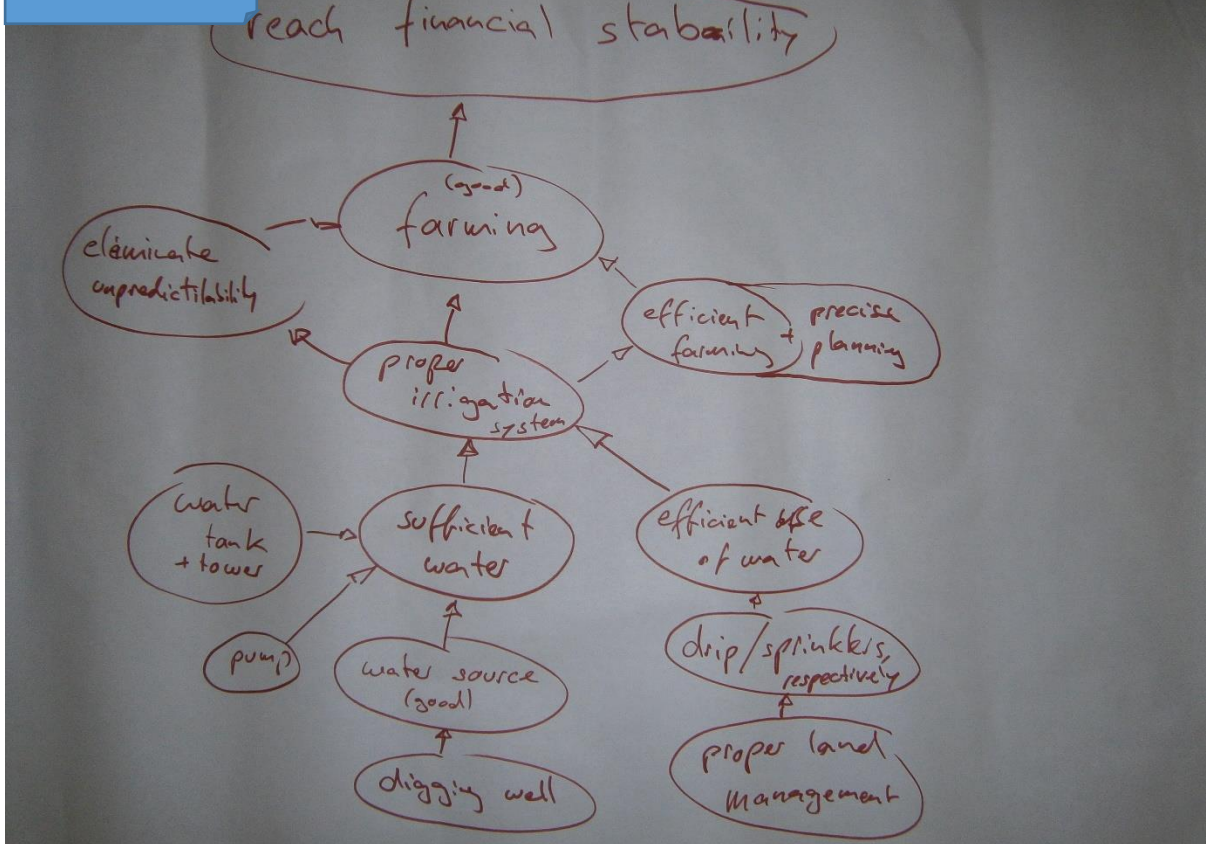 reach financial stability
(good)
farming
eliminate
unpredictilability
efficient
farming
+
precise
planning
proper
irrigation
system
water
tank
+ tower
sufficient
water
efficient use
of water
pump
water source
(good)
drip/sprinklers,
respectively
digging well
proper land
management